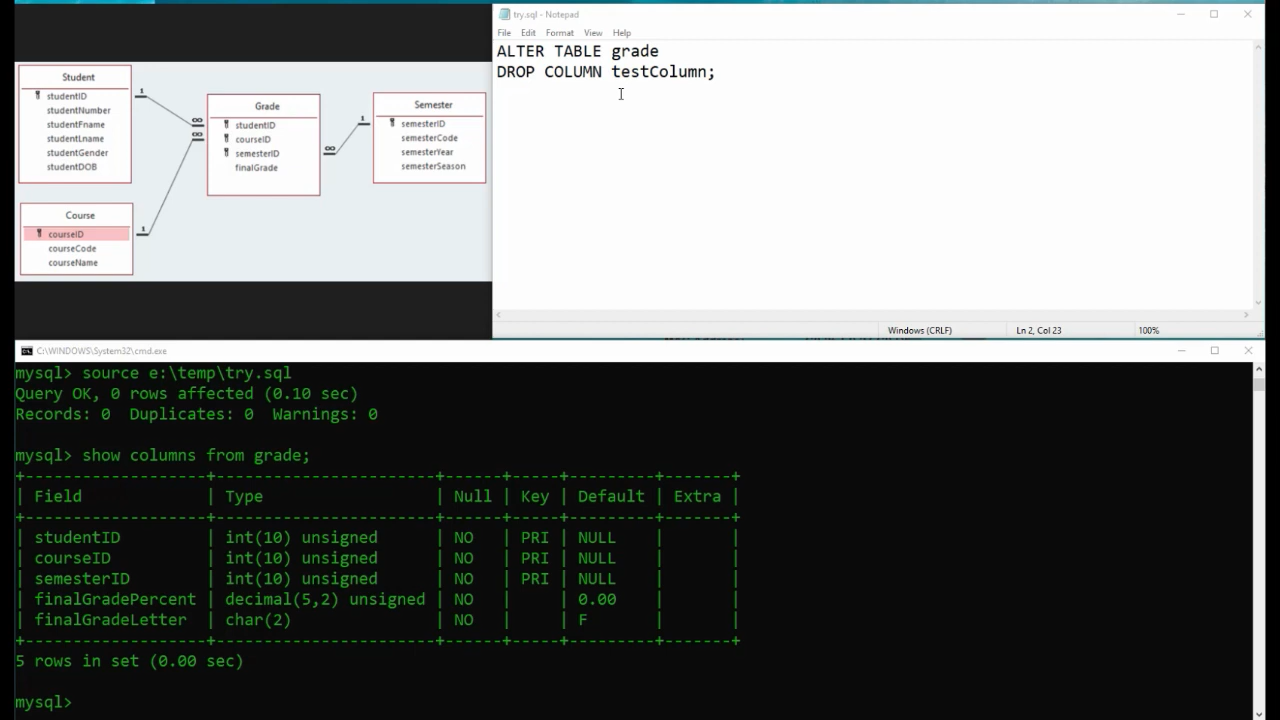 Student
studentID
studentNumber
studentFname
studentLname
studentGender
studentDOB
1
∞
∞
Grade
studentID
courseID
semesterID
finalGrade
∞
1
Semester
semesterID
semesterCode
semesterYear
semesterSeason
Course
courseID
courseCode
courseName
1
try.sql - Notepad
File Edit Format View Help
ALTER TABLE grade
DROP COLUMN testColumn;
Windows (CRLF) Ln 2, Col 23 100%
C:\WINDOWS\System32\cmd.exe
mysql> source e:\temp\try.sql
Query OK, 0 rows affected (0.10 sec)
Records: 0  Duplicates: 0  Warnings: 0
mysql> show columns from grade;
+--------------------+-----------------------+------+-----+---------+-------+
| Field              | Type                  | Null | Key | Default | Extra |
+--------------------+-----------------------+------+-----+---------+-------+
| studentID          | int(10) unsigned      | NO   | PRI | NULL    |       |
| courseID           | int(10) unsigned      | NO   | PRI | NULL    |       |
| semesterID         | int(10) unsigned      | NO   | PRI | NULL    |       |
| finalGradePercent  | decimal(5,2) unsigned | NO   |     | 0.00    |       |
| finalGradeLetter   | char(2)               | NO   |     | F       |       |
+--------------------+-----------------------+------+-----+---------+-------+
5 rows in set (0.00 sec)
mysql>